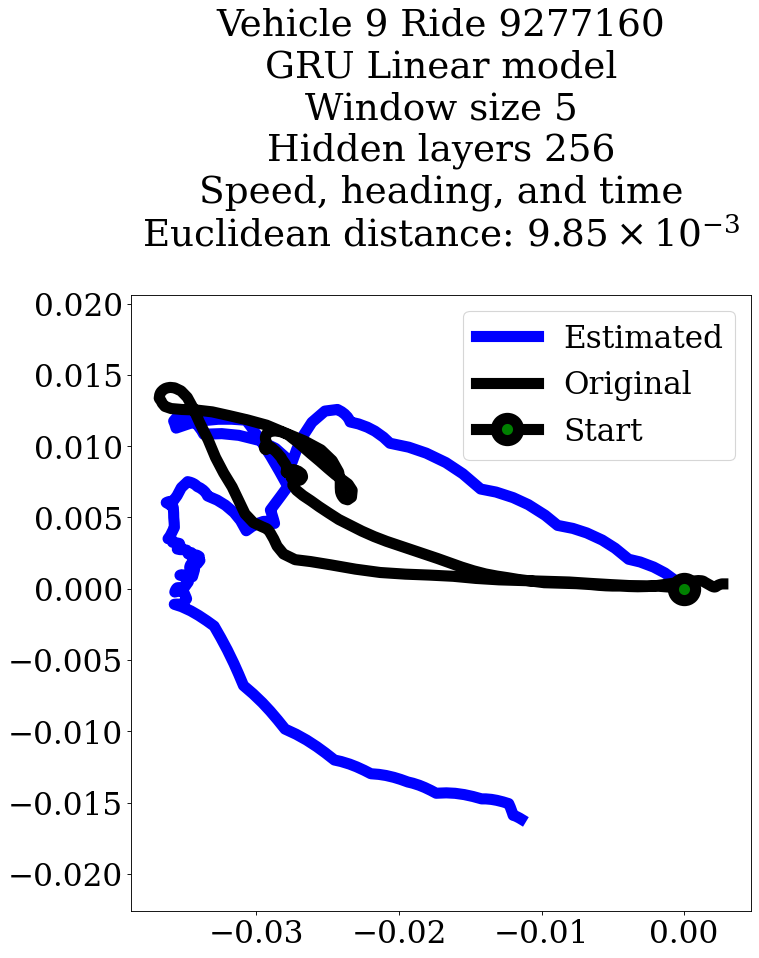 Vehicle 9 Ride 9277160
GRU Linear model
Window size 5
Hidden layers 256
Speed, heading, and time
Euclidean distance: 9.85 × 10⁻³
Estimated
Original
Start
0.020
0.015
0.010
0.005
0.000
−0.005
−0.010
−0.015
−0.020
−0.03 −0.02 −0.01 0.00